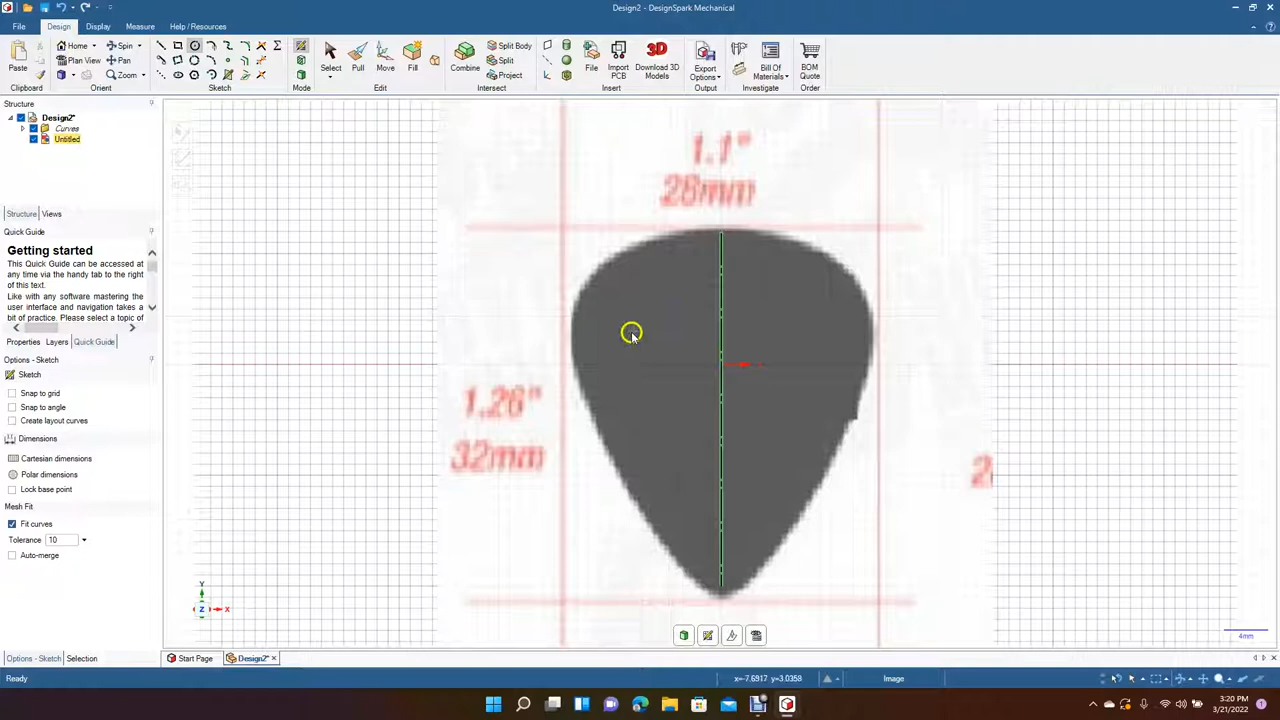 Design2 - DesignSpark Mechanical
File Design Display Measure Help / Resources
Paste Home Plan View Spin Pan Zoom Select Pull Move Fill Combine Split Body Split Project File Import PCB Download 3D Models Export Options Bill Of Materials BOM Quote
3D
Clipboard Orient Sketch Mode Edit Intersect Insert Output Investigate Order
Structure
Design2*
Curves
Untitled
Structure Views
Quick Guide
Getting started
This Quick Guide can be accessed at
any time via the handy tab to the right
of this text.
Like with any software mastering the
user interface and navigation takes a
bit of practice. Please select a topic of
Properties Layers Quick Guide
Options - Sketch
Sketch
Snap to grid
Snap to angle
Create layout curves
Dimensions
Cartesian dimensions
Polar dimensions
Lock base point
Mesh Fit
Fit curves
Tolerance 10
Auto-merge
Options - Sketch Selection
1.1"
28mm
1.26"
32mm
Y
Z X
4mm
Start Page Design2*
Ready x=-7.6917 y=3.0358 Image
3:20 PM
3/21/2022